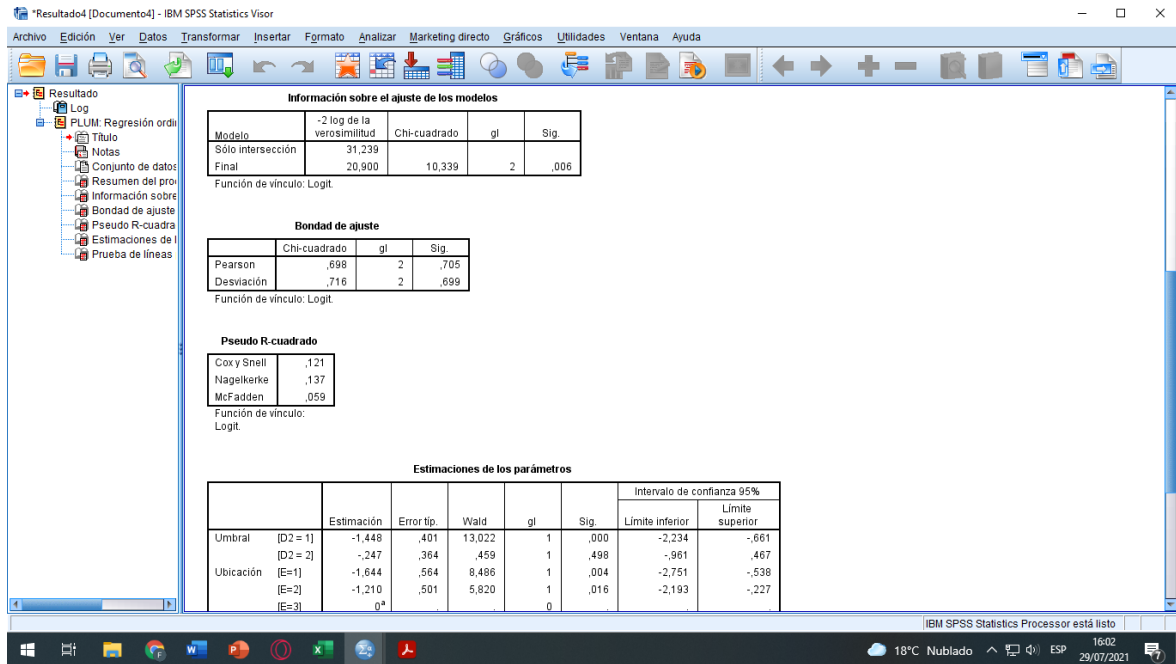 *Resultado4 [Documento4] - IBM SPSS Statistics Visor
Archivo Edición Ver Datos Transformar Insertar Formato Analizar Marketing directo Gráficos Utilidades Ventana Ayuda
Resultado
Log
PLUM: Regresión ordi
Título
Notas
Conjunto de datos
Resumen del pro
Información sobre
Bondad de ajuste
Pseudo R-cuadra
Estimaciones de l
Prueba de líneas
Información sobre el ajuste de los modelos
Modelo -2 log de la verosimilitud Chi-cuadrado gl Sig.
Sólo intersección 31,239
Final 20,900 10,339 2 ,006
Función de vínculo: Logit.
Bondad de ajuste
Chi-cuadrado gl Sig.
Pearson ,698 2 ,705
Desviación ,716 2 ,699
Función de vínculo: Logit.
Pseudo R-cuadrado
Cox y Snell ,121
Nagelkerke ,137
McFadden ,059
Función de vínculo:
Logit.
Estimaciones de los parámetros
Intervalo de confianza 95%
Estimación Error típ. Wald gl Sig. Límite inferior Límite superior
Umbral [D2 = 1] -1,448 ,401 13,022 1 ,000 -2,234 -,661
[D2 = 2] -,247 ,364 ,459 1 ,498 -,961 ,467
Ubicación [E=1] -1,644 ,564 8,486 1 ,004 -2,751 -,538
[E=2] -1,210 ,501 5,820 1 ,016 -2,193 -,227
[E=3] 0ª . . 0 . . .
IBM SPSS Statistics Processor está listo
18°C Nublado ESP 16:02
29/07/2021
7